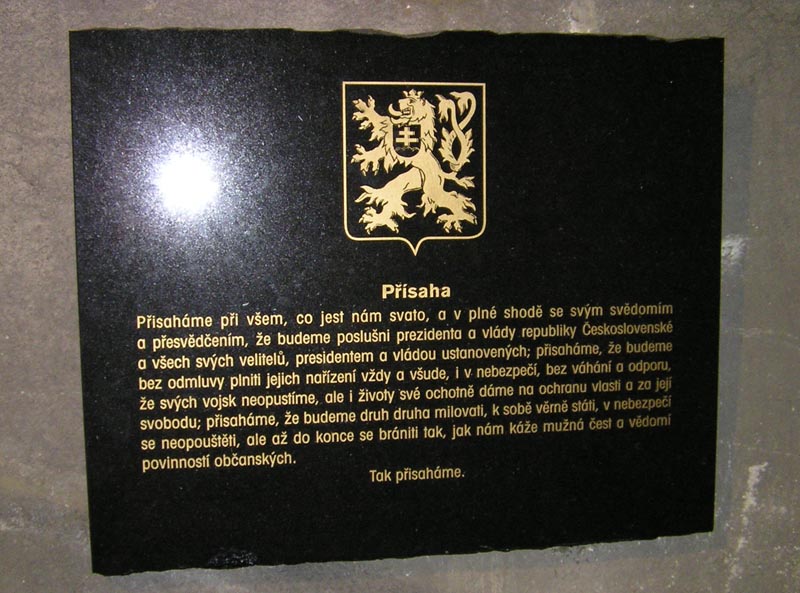 Přísaha
Přisaháme při všem, co jest nám svato, a v plné shodě se svým svědomím
a přesvědčením, že budeme poslušni prezidenta a vlády republiky Československé
a všech svých velitelů, presidentem a vládou ustanovených; přisaháme, že budeme
bez odmluvy plniti jejich nařízení vždy a všude, i v nebezpečí, bez váhání a odporu,
že svých vojsk neopustíme, ale i životy své ochotně dáme na ochranu vlasti a za její
svobodu; přisaháme, že budeme druh druha milovati, k sobě věrně státi, v nebezpečí
se neopouštěti, ale až do konce se brániti tak, jak nám káže mužná čest a vědomí
povinností občanských.
Tak přisaháme.